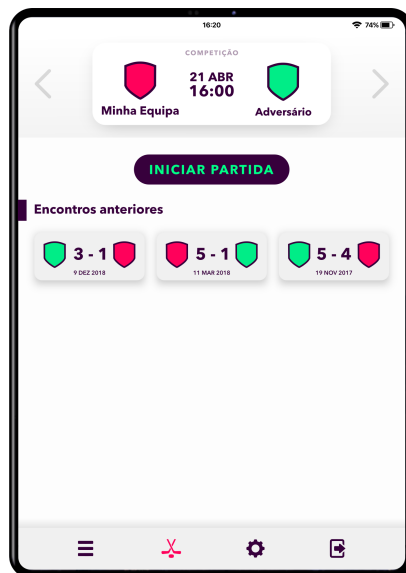 16:20
74%
COMPETIÇÃO
21 ABR
16:00
Minha Equipa
Adversário
INICIAR PARTIDA
Encontros anteriores
3 - 1
5 - 1
5 - 4
9 DEZ 2018
11 MAR 2018
19 NOV 2017